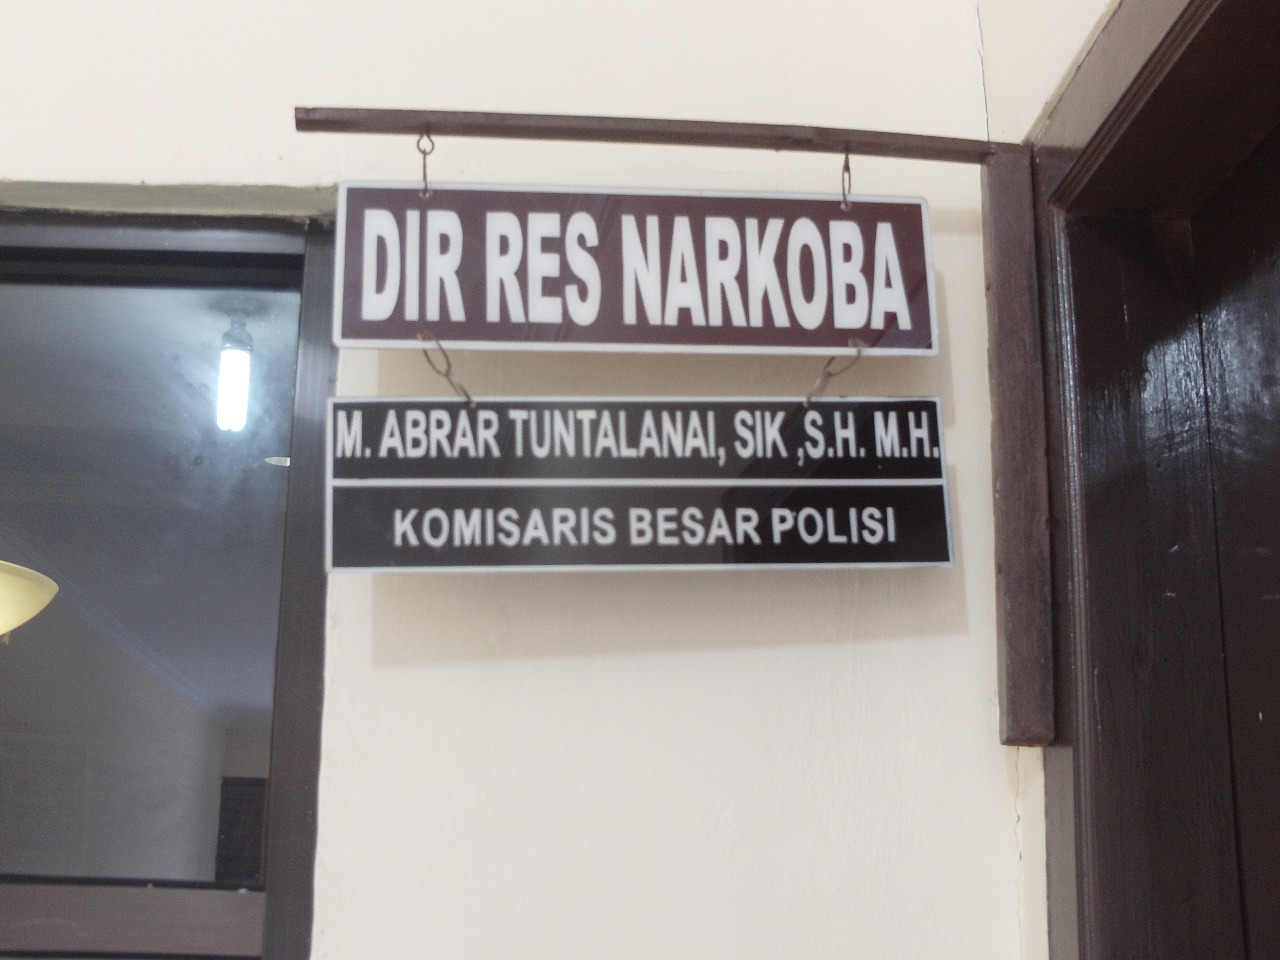 DIR RES NARKOBA
M. ABRAR TUNTALANAI, SIK ,S.H. M.H.
KOMISARIS BESAR POLISI